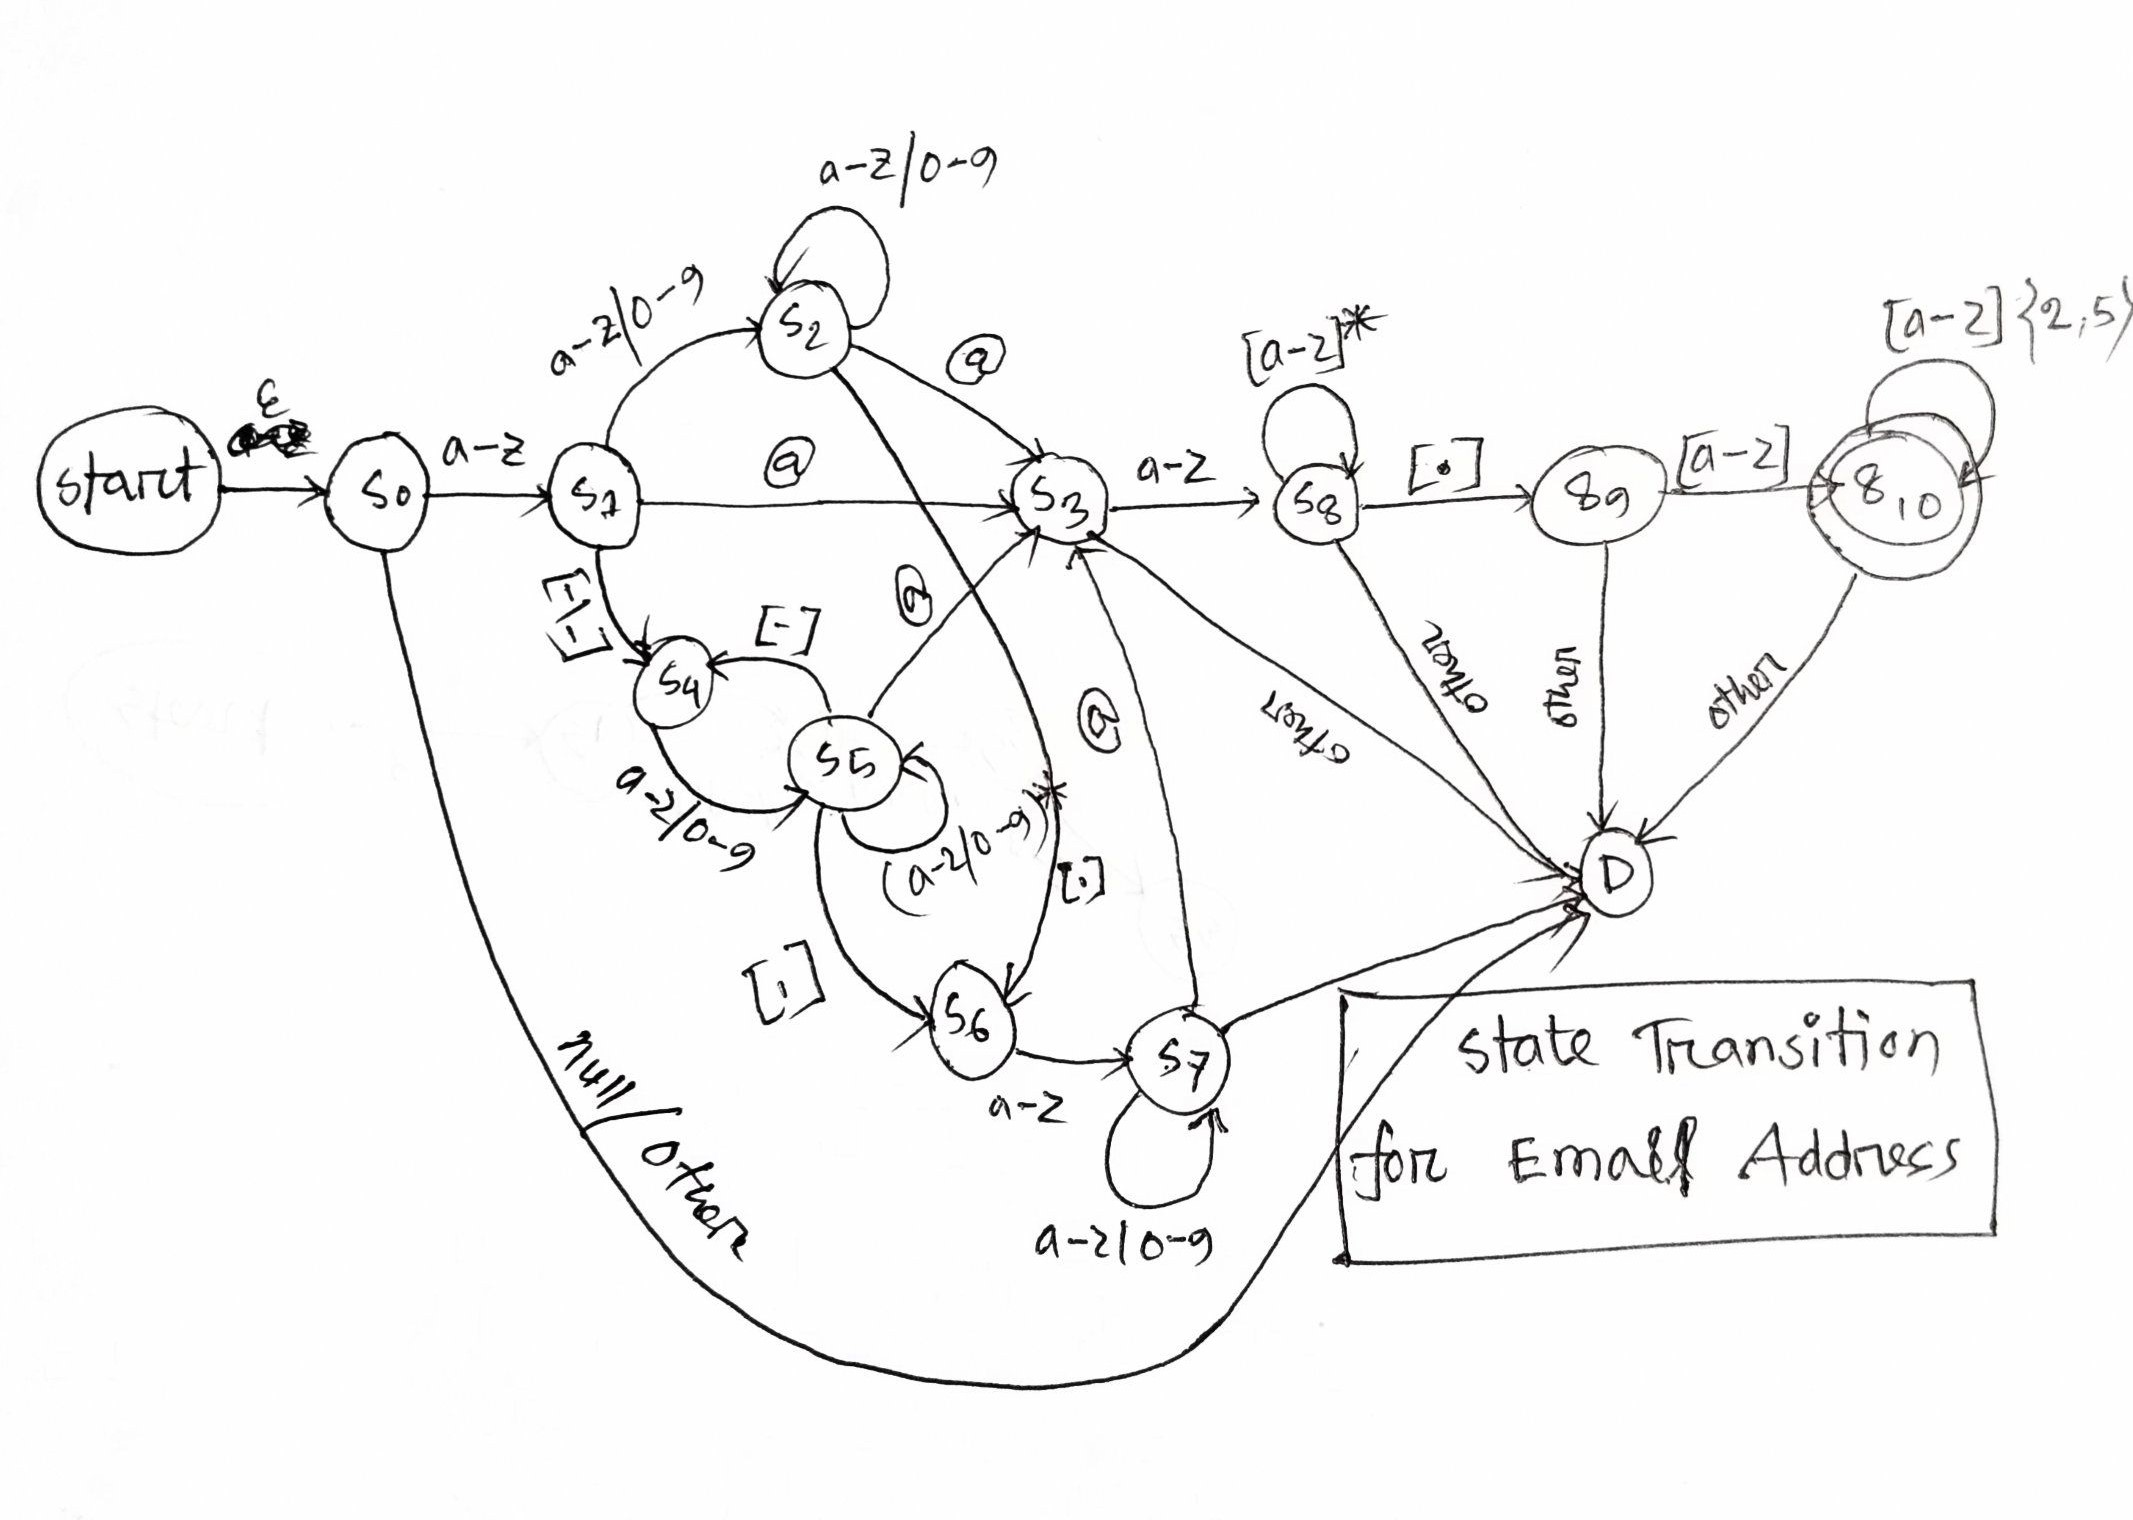 a-z/0-9
a-z/0-9
[a-z]*
[a-z]{2,5}
S2
@
ε
start
a-z
S0
S1
@
S3
a-z
S8
[.]
S9
[a-z]
S10
[-]
@
S4
S5
a-z/0-9
(a-z/0-9)*
[.]
[.]
@
other
other
other
other
D
S6
a-z
S7
a-z/0-9
null/other
State Transition
for Email Address